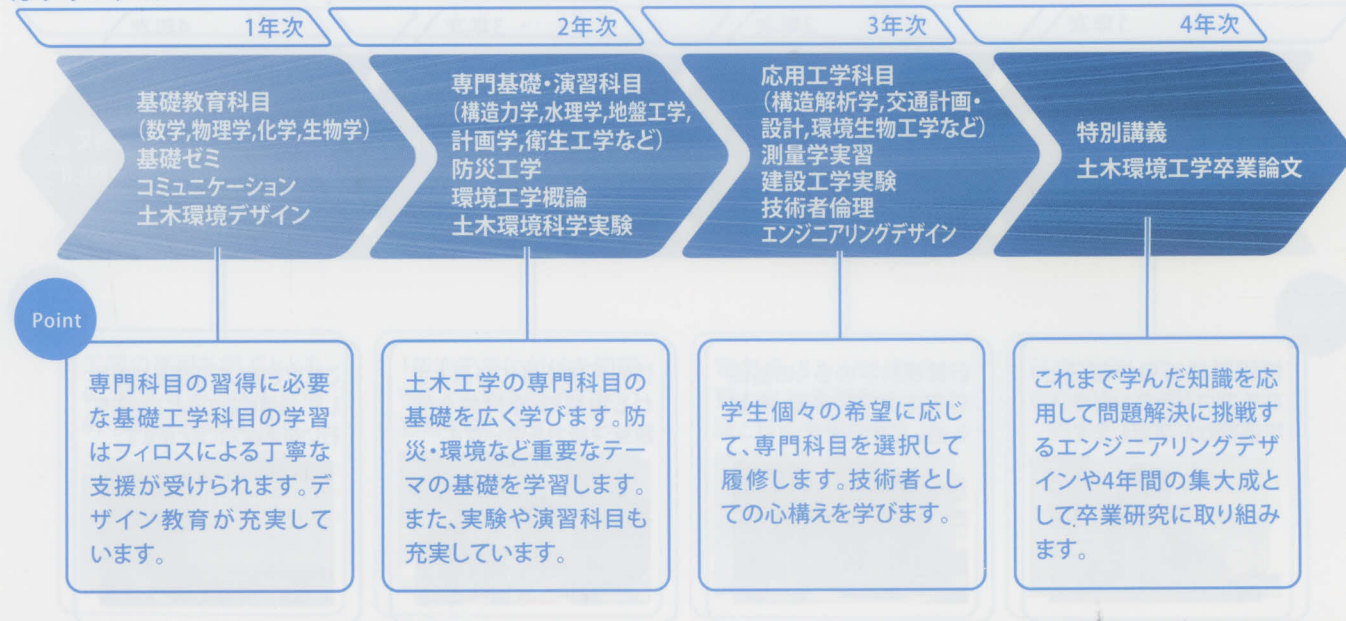 1年次
基礎教育科目
(数学,物理学,化学,生物学)
基礎ゼミ
コミュニケーション
土木環境デザイン
2年次
専門基礎・演習科目
(構造力学,水理学,地盤工学,
計画学,衛生工学など)
防災工学
環境工学概論
土木環境科学実験
3年次
応用工学科目
(構造解析学,交通計画・
設計,環境生物工学など)
測量学実習
建設工学実験
技術者倫理
エンジニアリングデザイン
4年次
特別講義
土木環境工学卒業論文
Point
専門科目の習得に必要
な基礎工学科目の学習
はフィロスによる丁寧な
支援が受けられます。デ
ザイン教育が充実して
います。
土木工学の専門科目の
基礎を広く学びます。防
災・環境など重要なテー
マの基礎を学習します。
また、実験や演習科目も
充実しています。
学生個々の希望に応じ
て、専門科目を選択して
履修します。技術者とし
ての心構えを学びます。
これまで学んだ知識を応
用して問題解決に挑戦す
るエンジニアリングデザ
インや4年間の集大成と
して卒業研究に取り組み
ます。